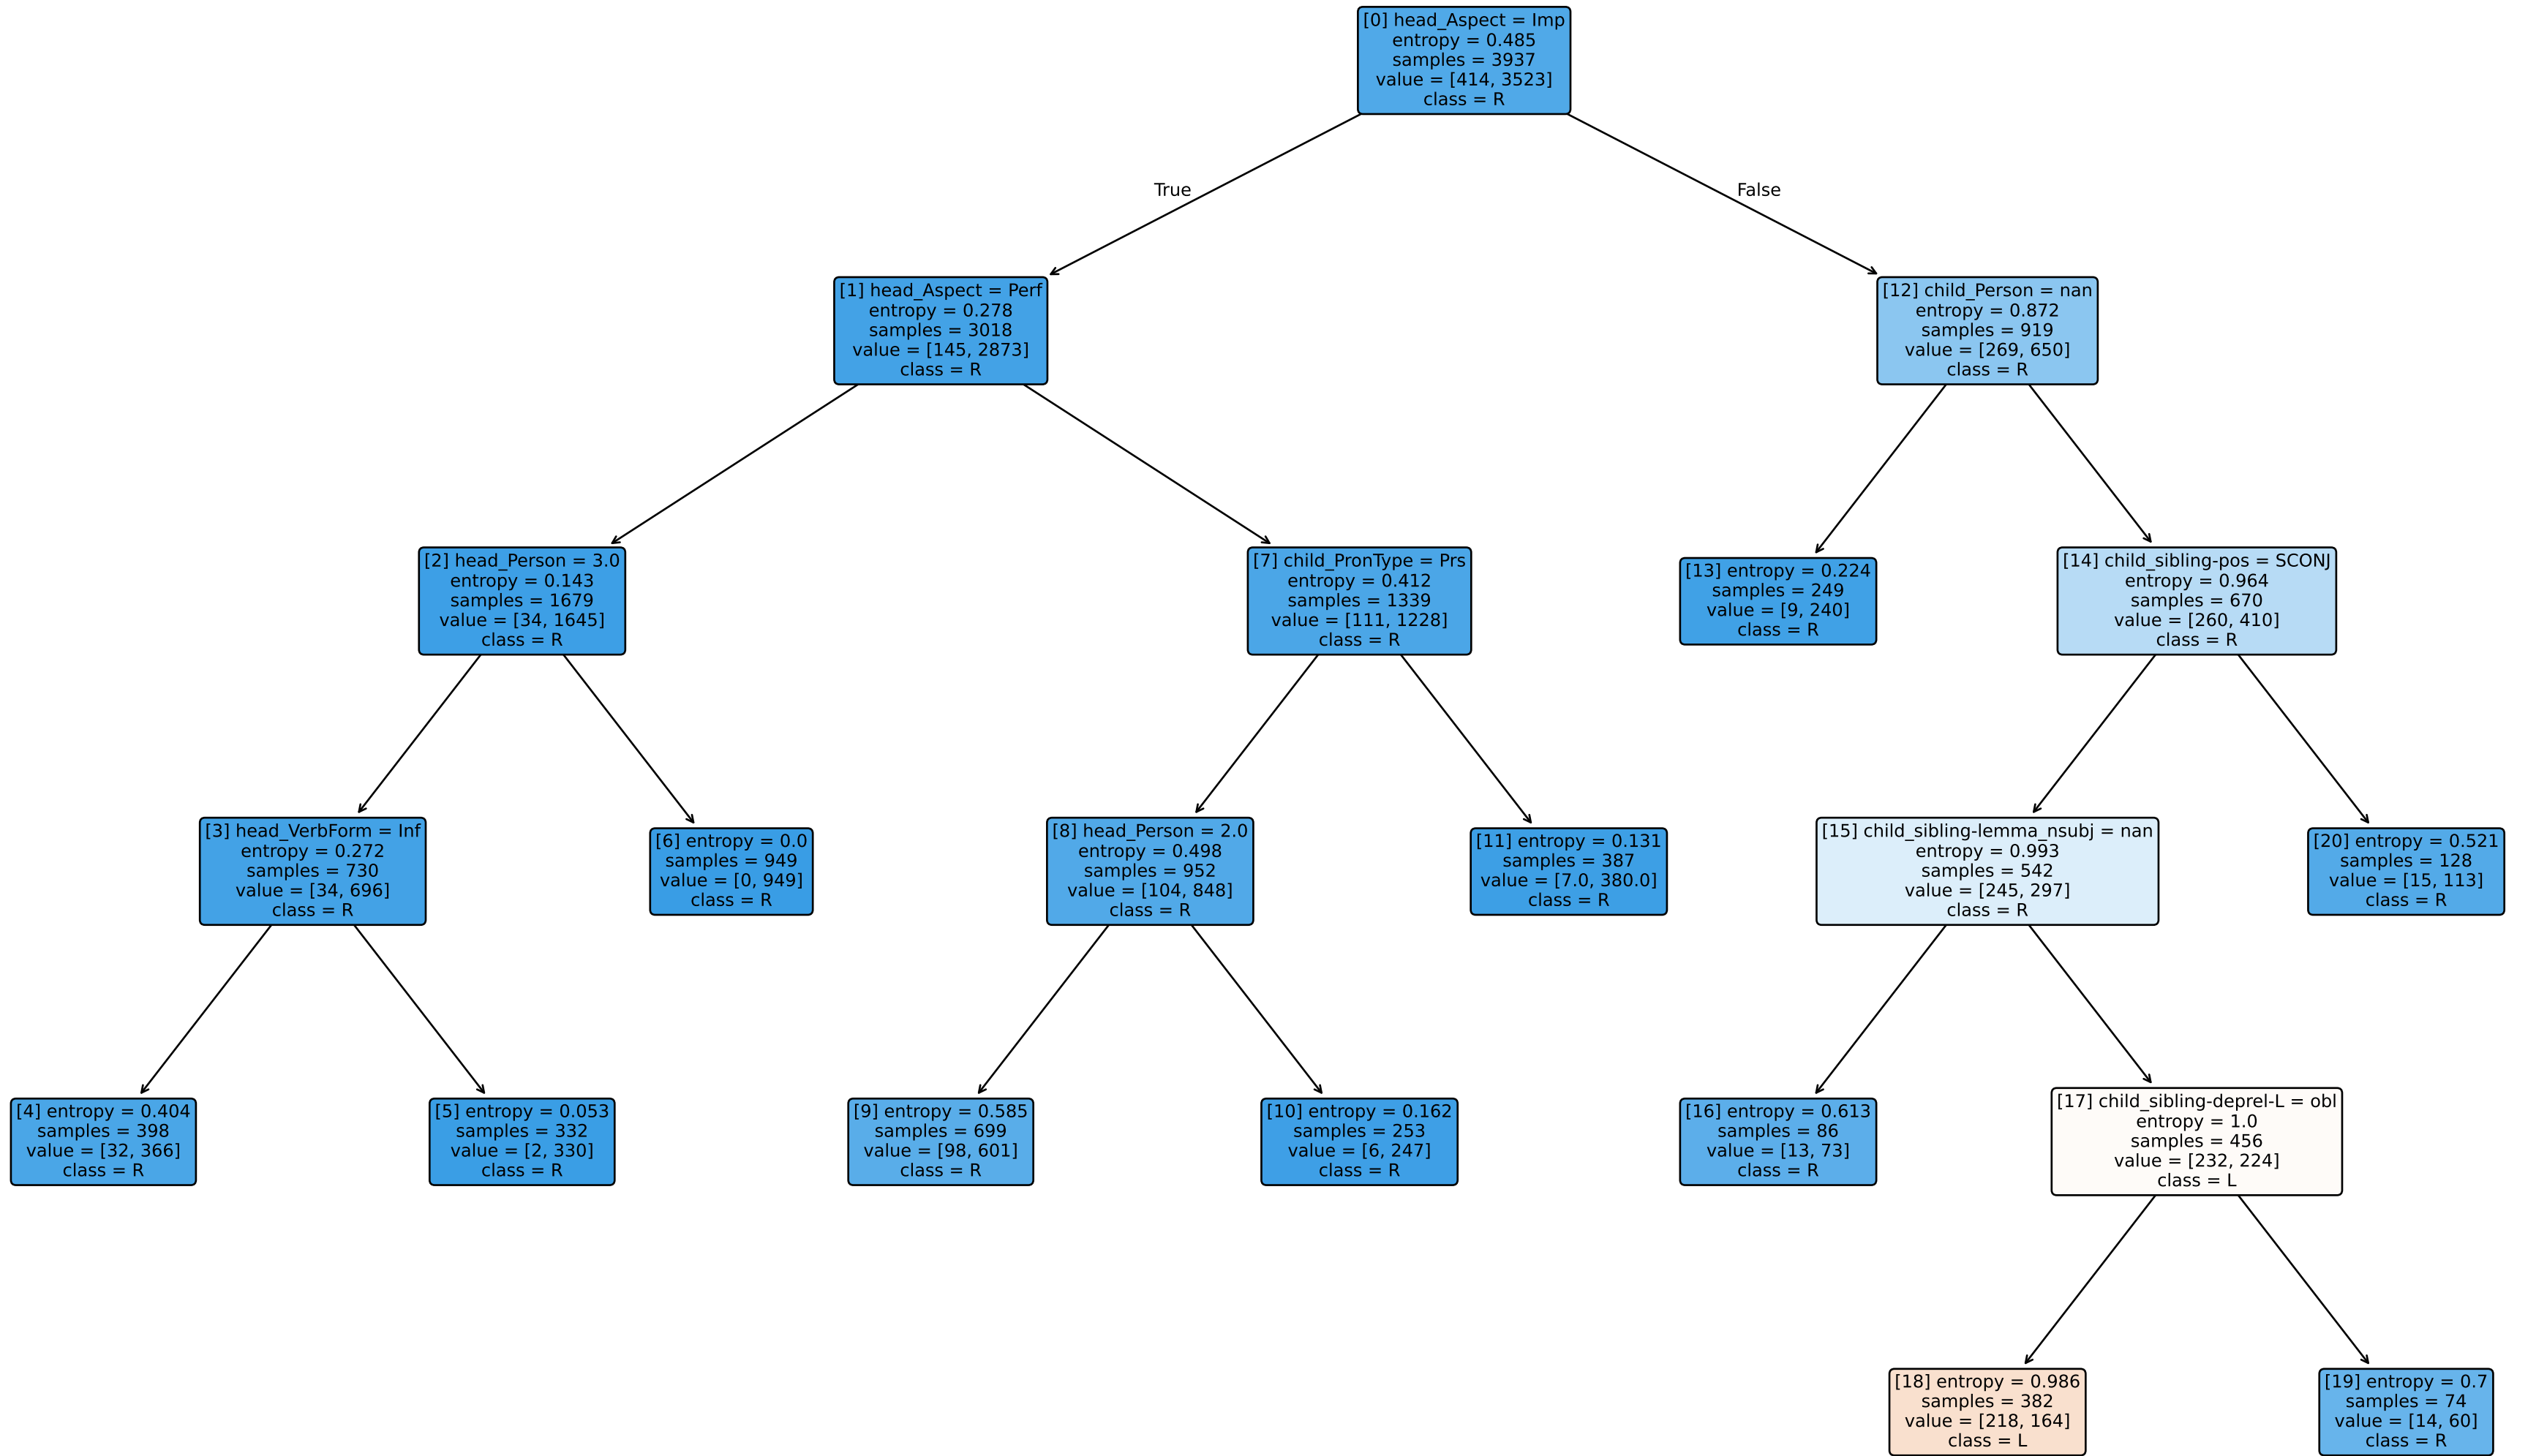 [0] head_Aspect = Imp
entropy = 0.485
samples = 3937
value = [414, 3523]
class = R
True
False
[1] head_Aspect = Perf
entropy = 0.278
samples = 3018
value = [145, 2873]
class = R
[12] child_Person = nan
entropy = 0.872
samples = 919
value = [269, 650]
class = R
[2] head_Person = 3.0
entropy = 0.143
samples = 1679
value = [34, 1645]
class = R
[7] child_PronType = Prs
entropy = 0.412
samples = 1339
value = [111, 1228]
class = R
[13] entropy = 0.224
samples = 249
value = [9, 240]
class = R
[14] child_sibling-pos = SCONJ
entropy = 0.964
samples = 670
value = [260, 410]
class = R
[3] head_VerbForm = Inf
entropy = 0.272
samples = 730
value = [34, 696]
class = R
[6] entropy = 0.0
samples = 949
value = [0, 949]
class = R
[8] head_Person = 2.0
entropy = 0.498
samples = 952
value = [104, 848]
class = R
[11] entropy = 0.131
samples = 387
value = [7.0, 380.0]
class = R
[15] child_sibling-lemma_nsubj = nan
entropy = 0.993
samples = 542
value = [245, 297]
class = R
[20] entropy = 0.521
samples = 128
value = [15, 113]
class = R
[4] entropy = 0.404
samples = 398
value = [32, 366]
class = R
[5] entropy = 0.053
samples = 332
value = [2, 330]
class = R
[9] entropy = 0.585
samples = 699
value = [98, 601]
class = R
[10] entropy = 0.162
samples = 253
value = [6, 247]
class = R
[16] entropy = 0.613
samples = 86
value = [13, 73]
class = R
[17] child_sibling-deprel-L = obl
entropy = 1.0
samples = 456
value = [232, 224]
class = L
[18] entropy = 0.986
samples = 382
value = [218, 164]
class = L
[19] entropy = 0.7
samples = 74
value = [14, 60]
class = R